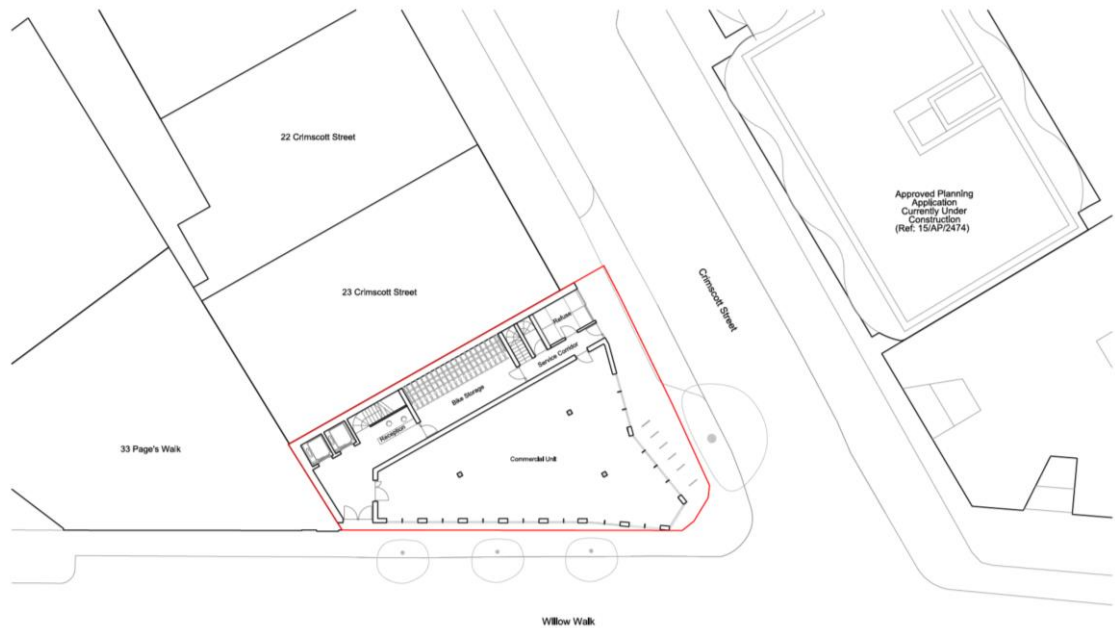 22 Crimscott Street
Approved Planning
Application
Currently Under
Construction
(Ref: 15/AP/2474)
Crimscott Street
23 Crimscott Street
Refuse
Service Corridor
Bike Storage
Reception
33 Page's Walk
Commercial Unit
Willow Walk